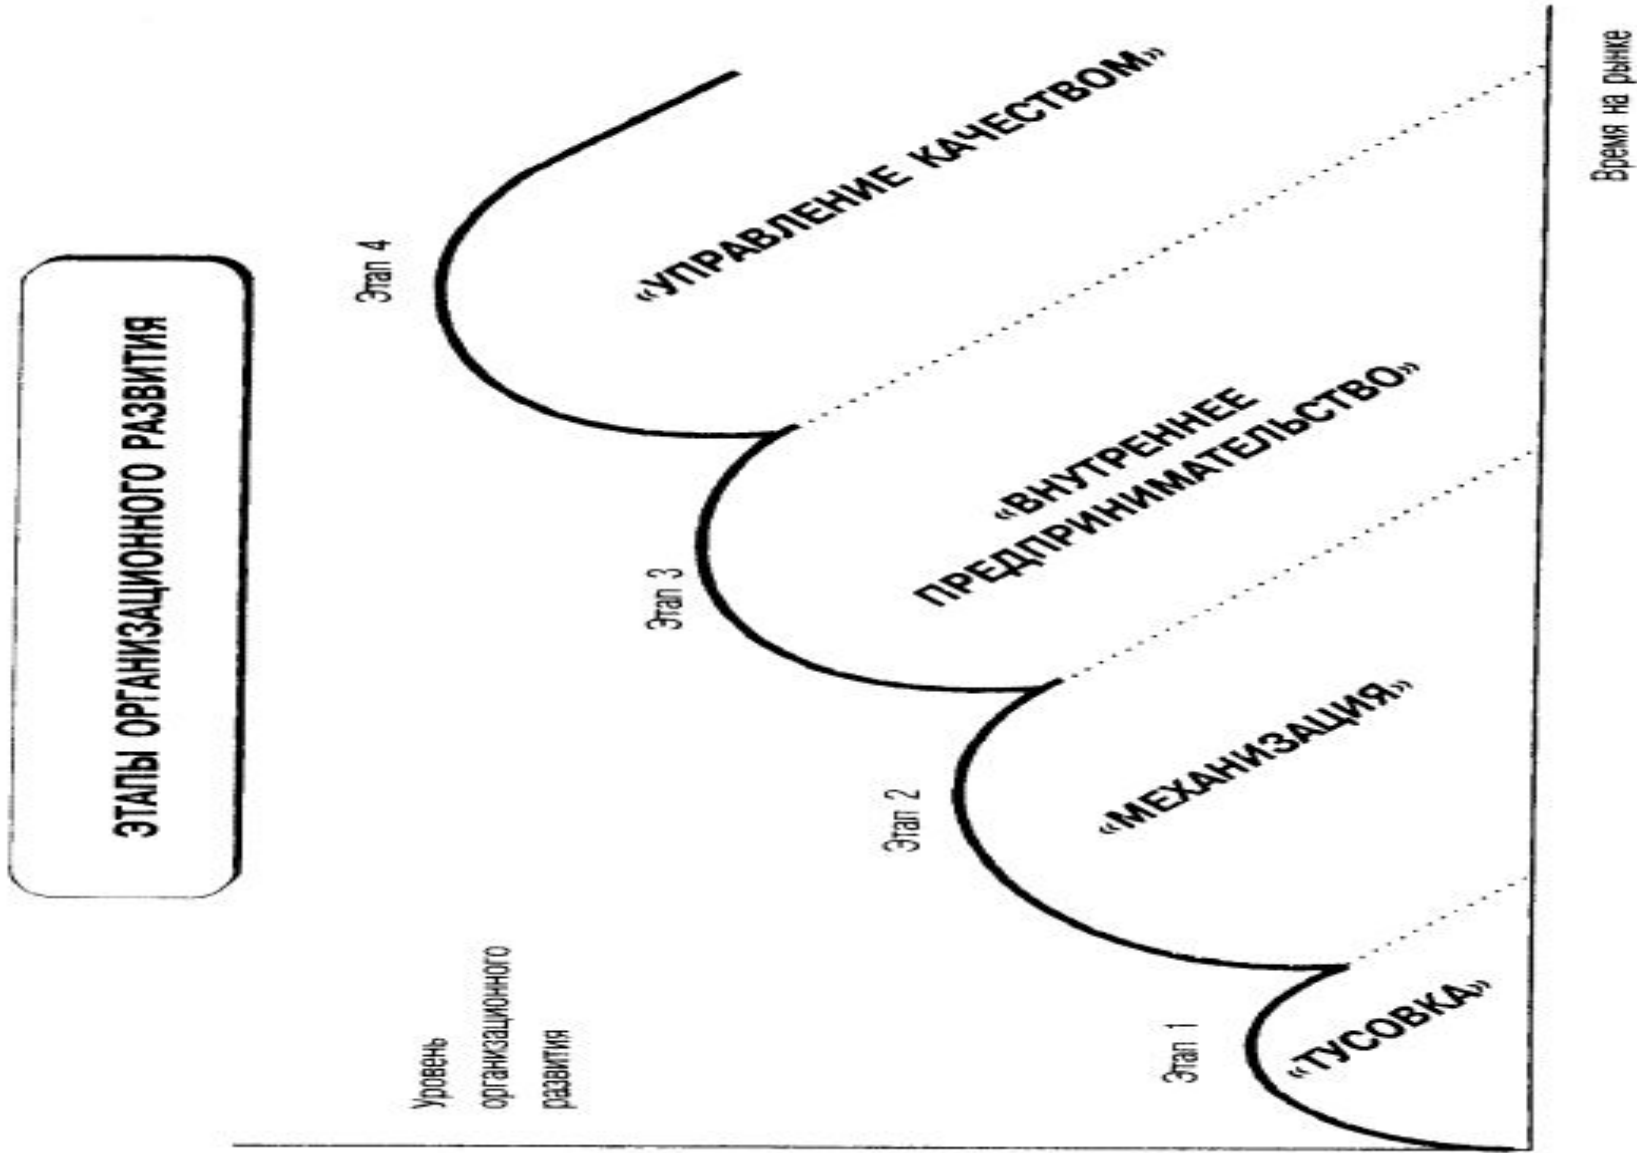 ЭТАПЫ ОРГАНИЗАЦИОННОГО РАЗВИТИЯ
Уровень
организационного
развития
Этап 4
«УПРАВЛЕНИЕ КАЧЕСТВОМ»
Этап 3
«ВНУТРЕННЕЕ
ПРЕДПРИНИМАТЕЛЬСТВО»
Этап 2
«МЕХАНИЗАЦИЯ»
Этап 1
«ТУСОВКА»
Время на рынке